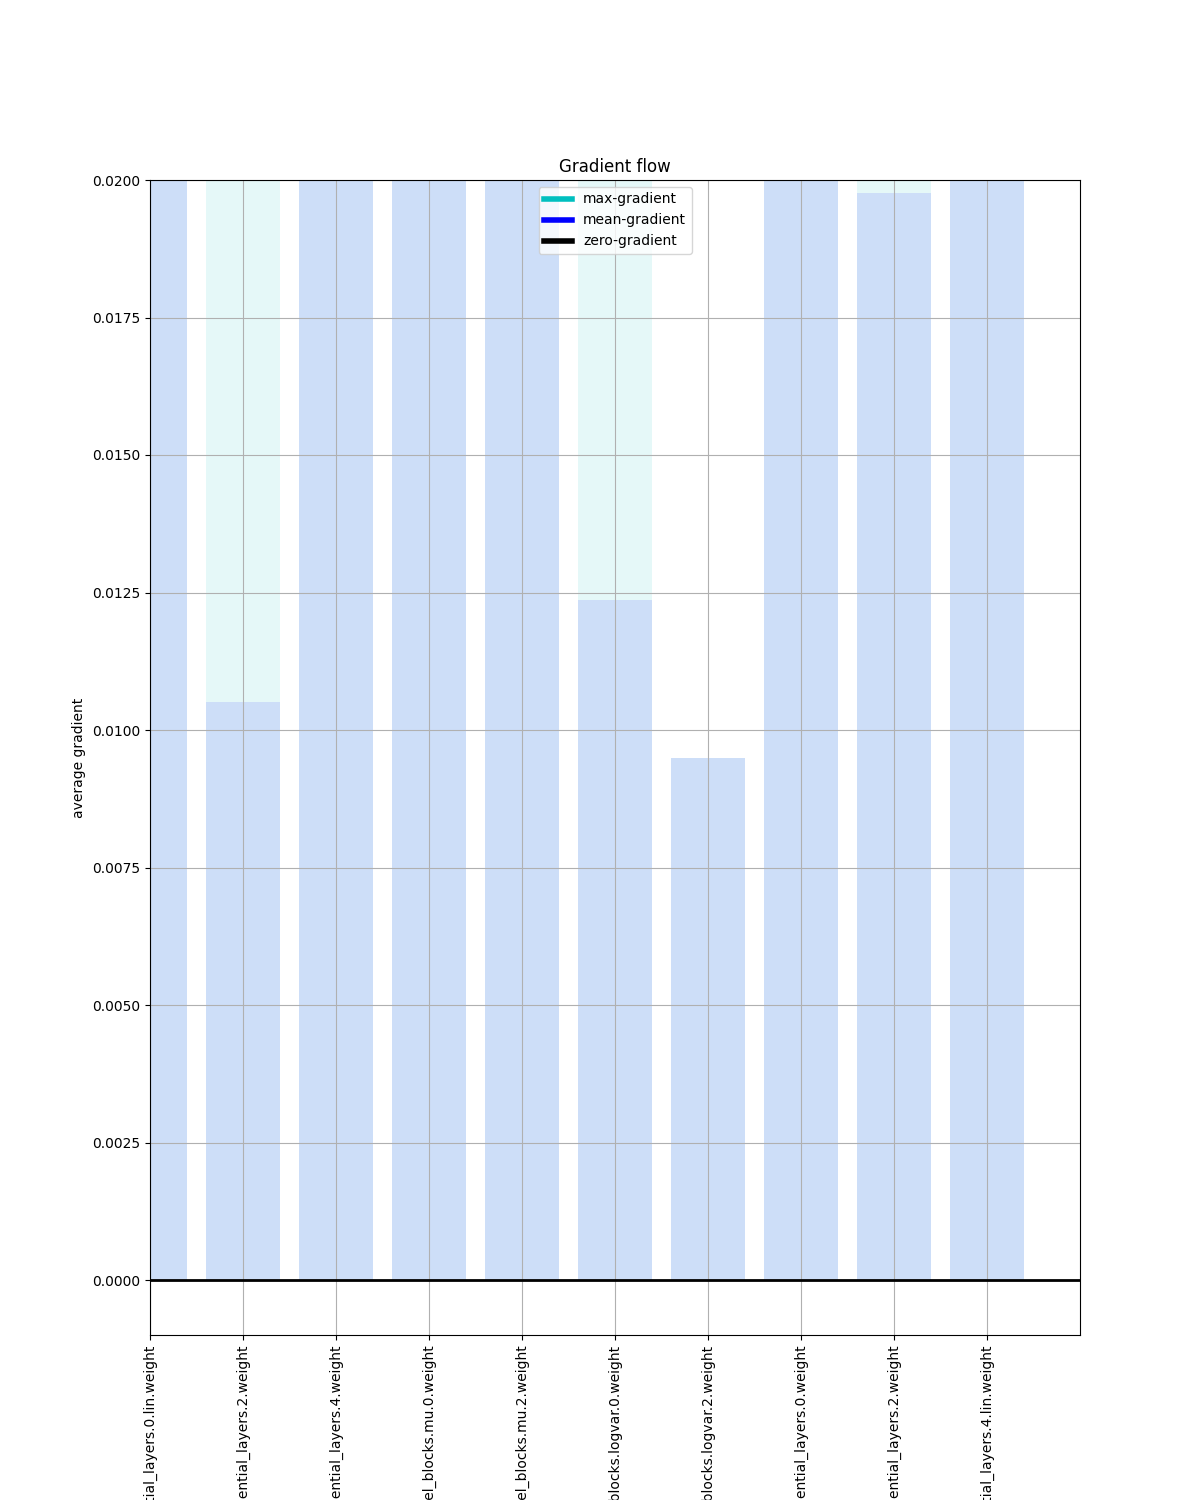 Gradient flow
max-gradient
mean-gradient
zero-gradient
average gradient
0.0200
0.0175
0.0150
0.0125
0.0100
0.0075
0.0050
0.0025
0.0000
tial_layers.0.lin.weight
ential_layers.2.weight
ential_layers.4.weight
el_blocks.mu.0.weight
el_blocks.mu.2.weight
blocks.logvar.0.weight
blocks.logvar.2.weight
ential_layers.0.weight
ential_layers.2.weight
tial_layers.4.lin.weight